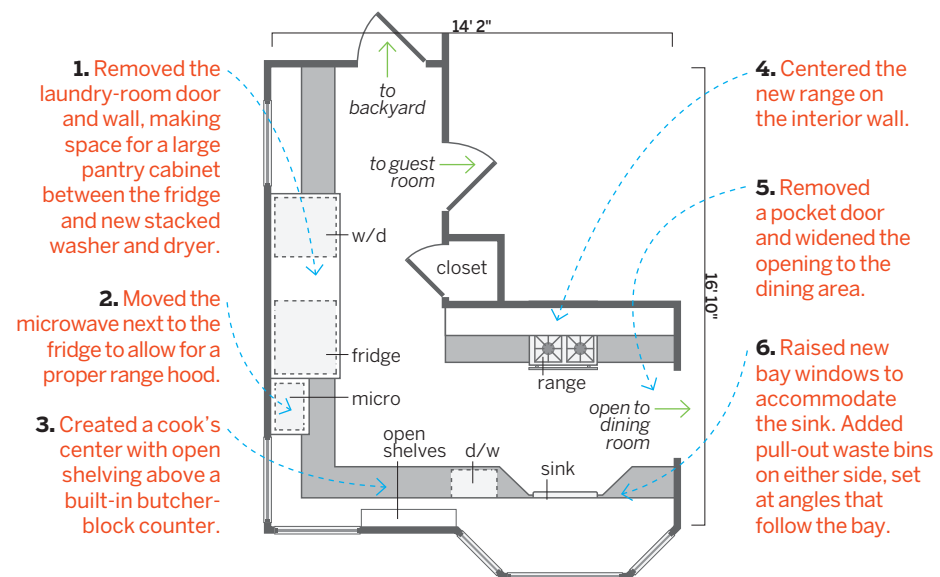 14' 2"
1. Removed the
laundry-room door
and wall, making
space for a large
pantry cabinet
between the fridge
and new stacked
washer and dryer.
2. Moved the
microwave next to the
fridge to allow for a
proper range hood.
3. Created a cook's
center with open
shelving above a
built-in butcher-
block counter.
to
backyard
to guest
room
w/d
closet
fridge
micro
range
open
shelves
d/w
sink
open to
dining
room
16' 10"
4. Centered the
new range on
the interior wall.
5. Removed
a pocket door
and widened the
opening to the
dining area.
6. Raised new
bay windows to
accommodate
the sink. Added
pull-out waste bins
on either side, set
at angles that
follow the bay.